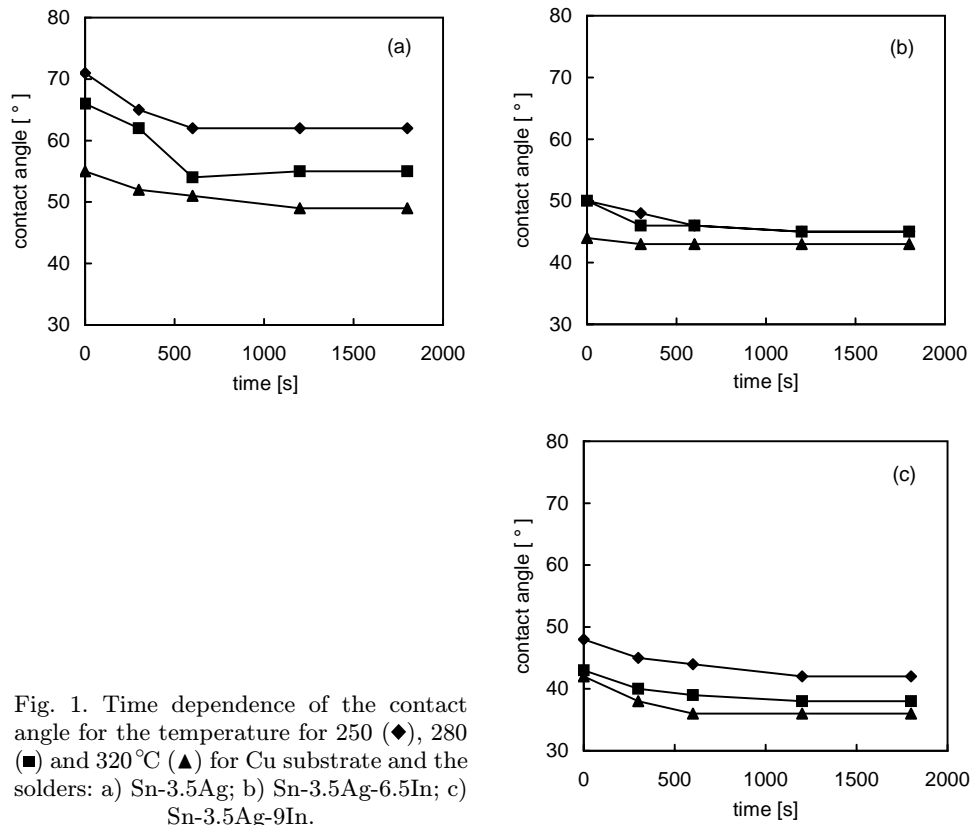 80
70
60
50
40
30
contact angle [ ° ]
(a)
0 500 1000 1500 2000
time [s]
80
70
60
50
40
30
contact angle [ ° ]
(b)
0 500 1000 1500 2000
time [s]
80
70
60
50
40
30
contact angle [ ° ]
(c)
0 500 1000 1500 2000
time [s]
Fig. 1. Time dependence of the contact
angle for the temperature for 250 (◆), 280
(■) and 320 °C (▲) for Cu substrate and the
solders: a) Sn-3.5Ag; b) Sn-3.5Ag-6.5In; c)
Sn-3.5Ag-9In.